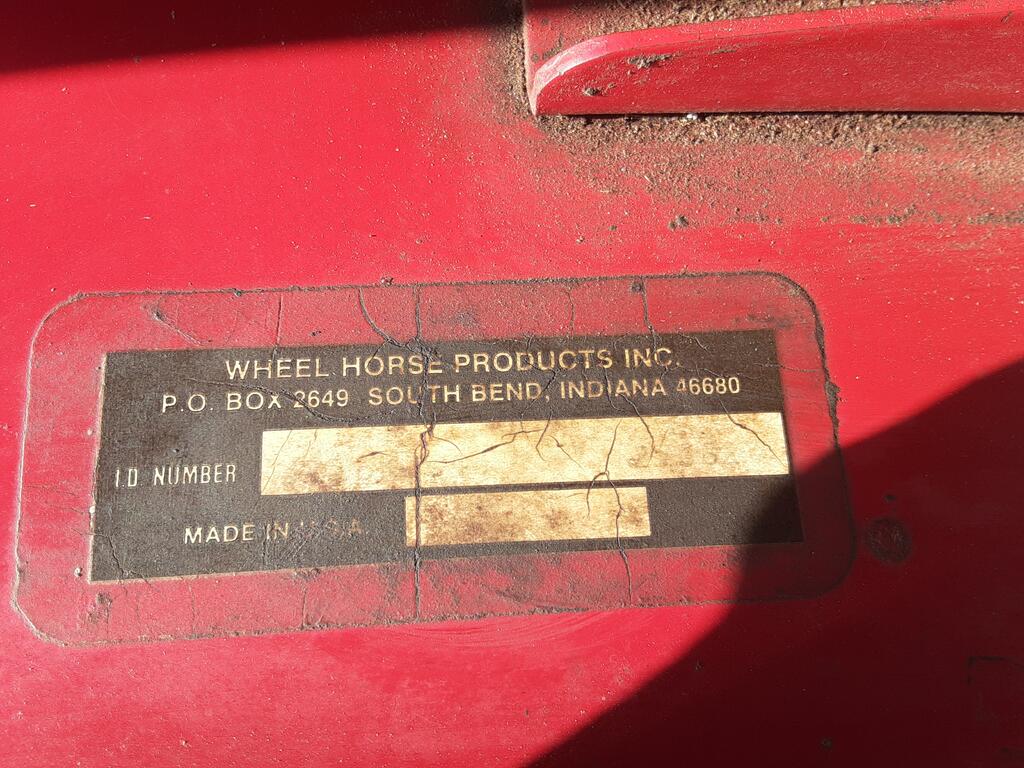 WHEEL HORSE PRODUCTS INC.
P.O. BOX 2649 SOUTH BEND, INDIANA 46680
I.D. NUMBER
MADE IN U.S.A.